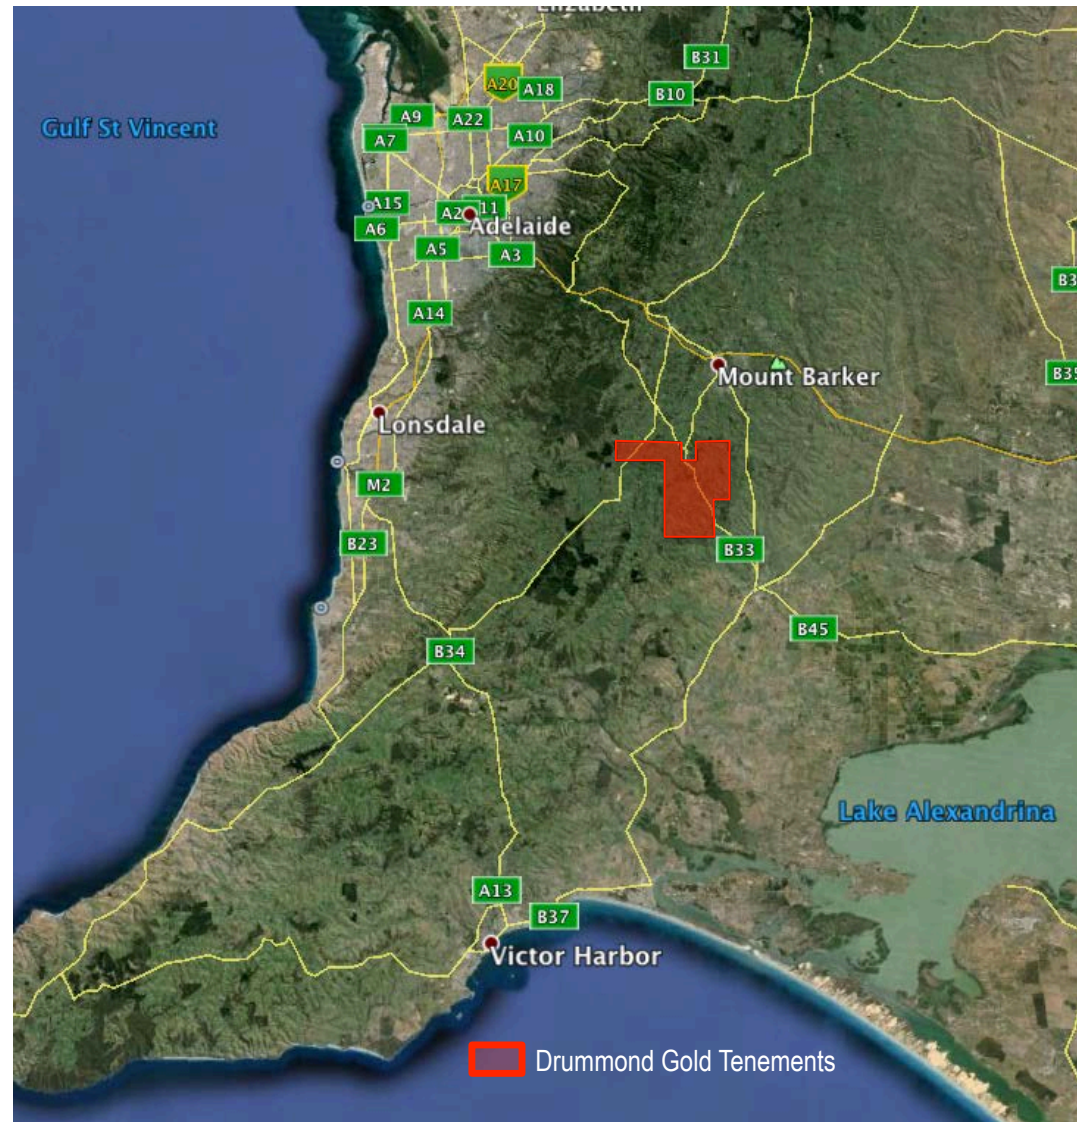 Elizabeth
B31
A20
A18
B10
Gulf St Vincent
A9
A22
A7
A10
A17
A15
A11
A6
Adelaide
A5
A3
A14
Mount Barker
Lonsdale
M2
B23
B33
B45
B34
Lake Alexandrina
A13
B37
Victor Harbor
Drummond Gold Tenements